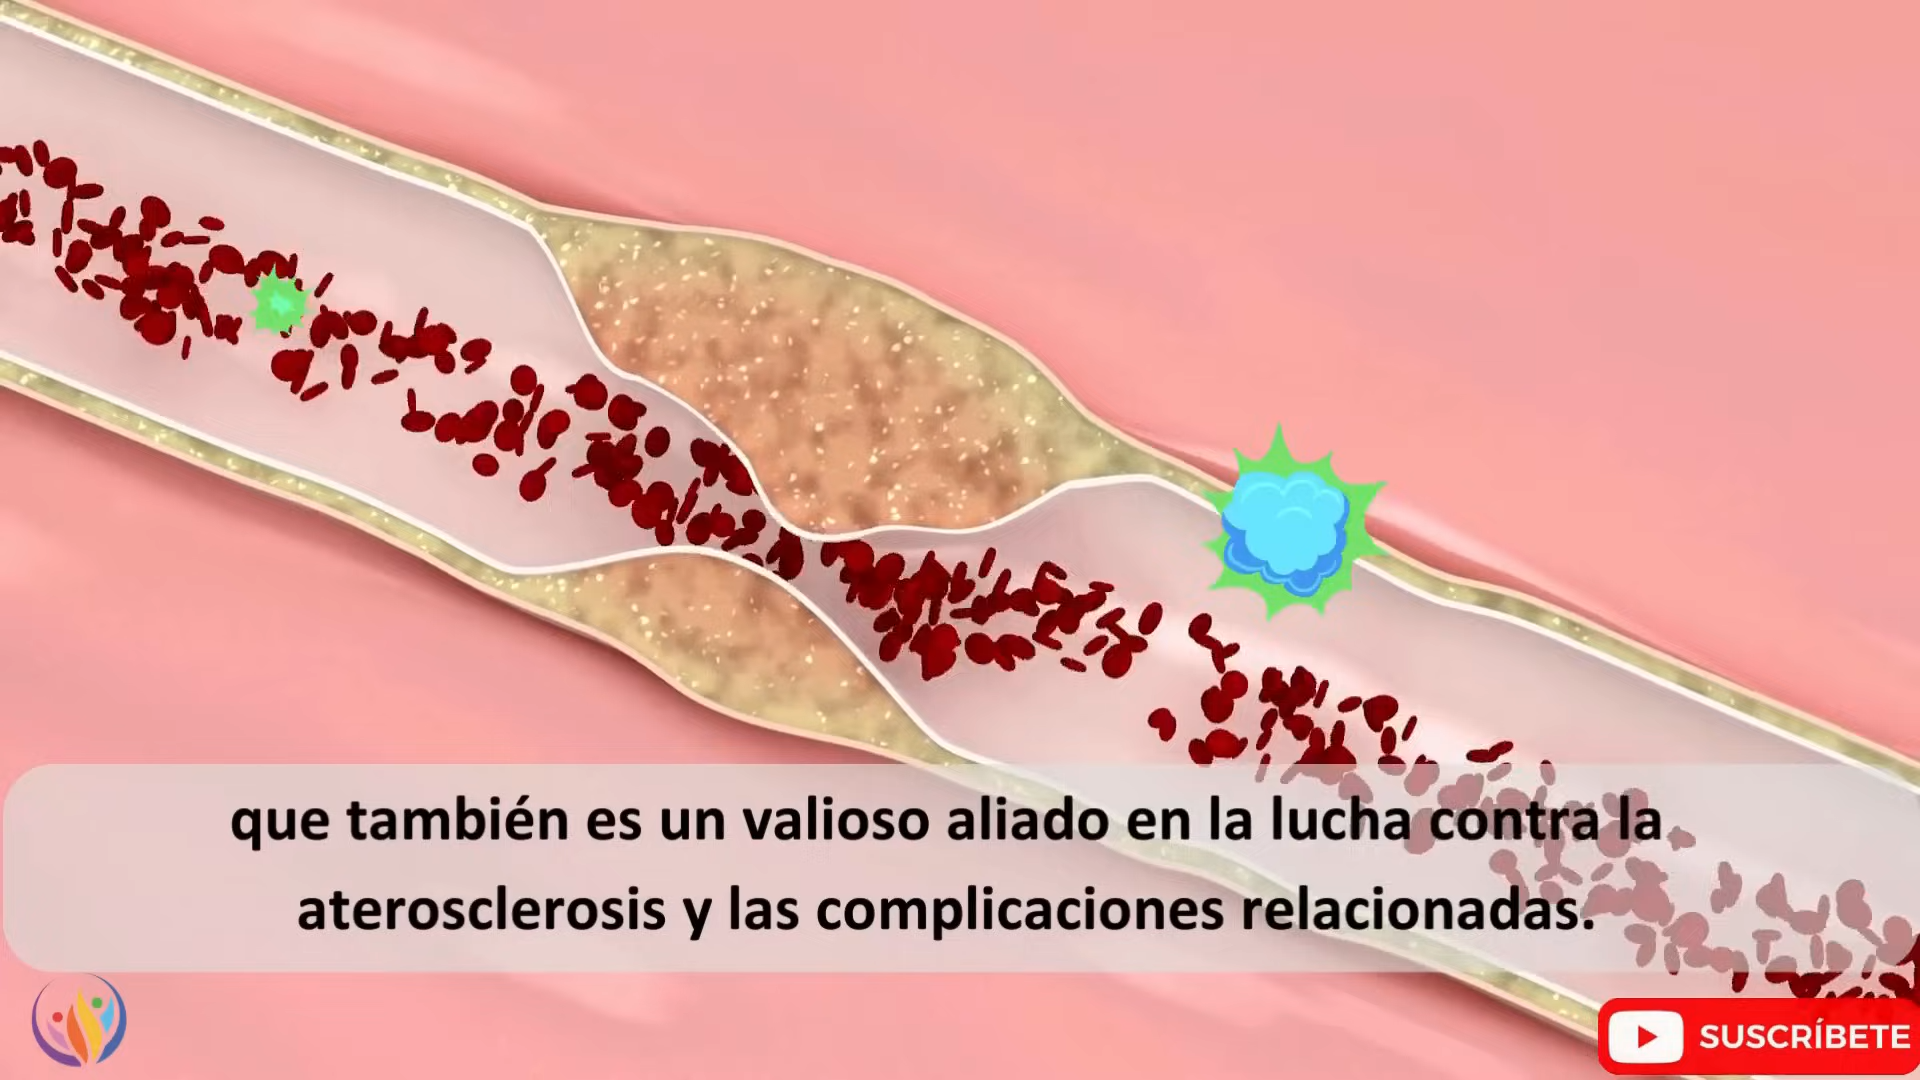 que también es un valioso aliado en la lucha contra la
aterosclerosis y las complicaciones relacionadas.
SUSCRÍBETE